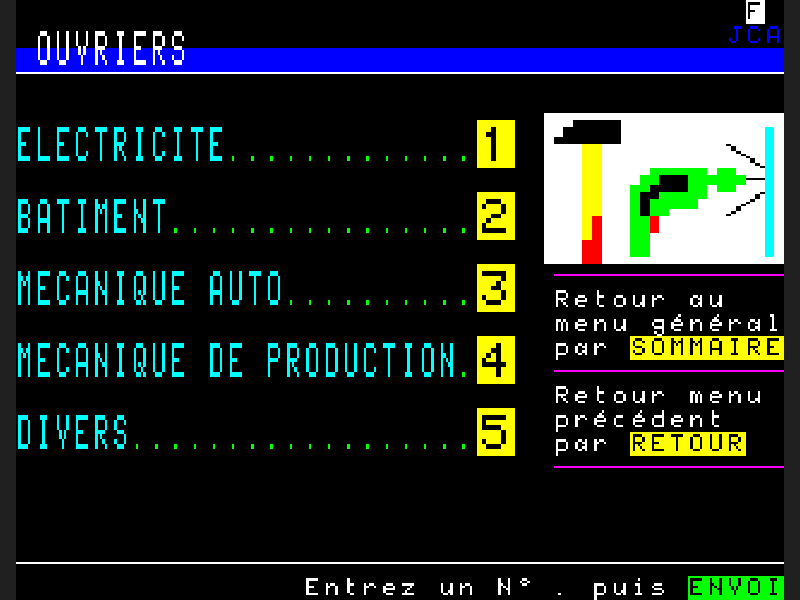 F
JCA
OUVRIERS
ELECTRICITE.............1
BATIMENT................2
MECANIQUE AUTO..........3
MECANIQUE DE PRODUCTION.4
DIVERS..................5
Retour au
menu général
par SOMMAIRE
Retour menu
précédent
par RETOUR
Entrez un N° . puis ENVOI